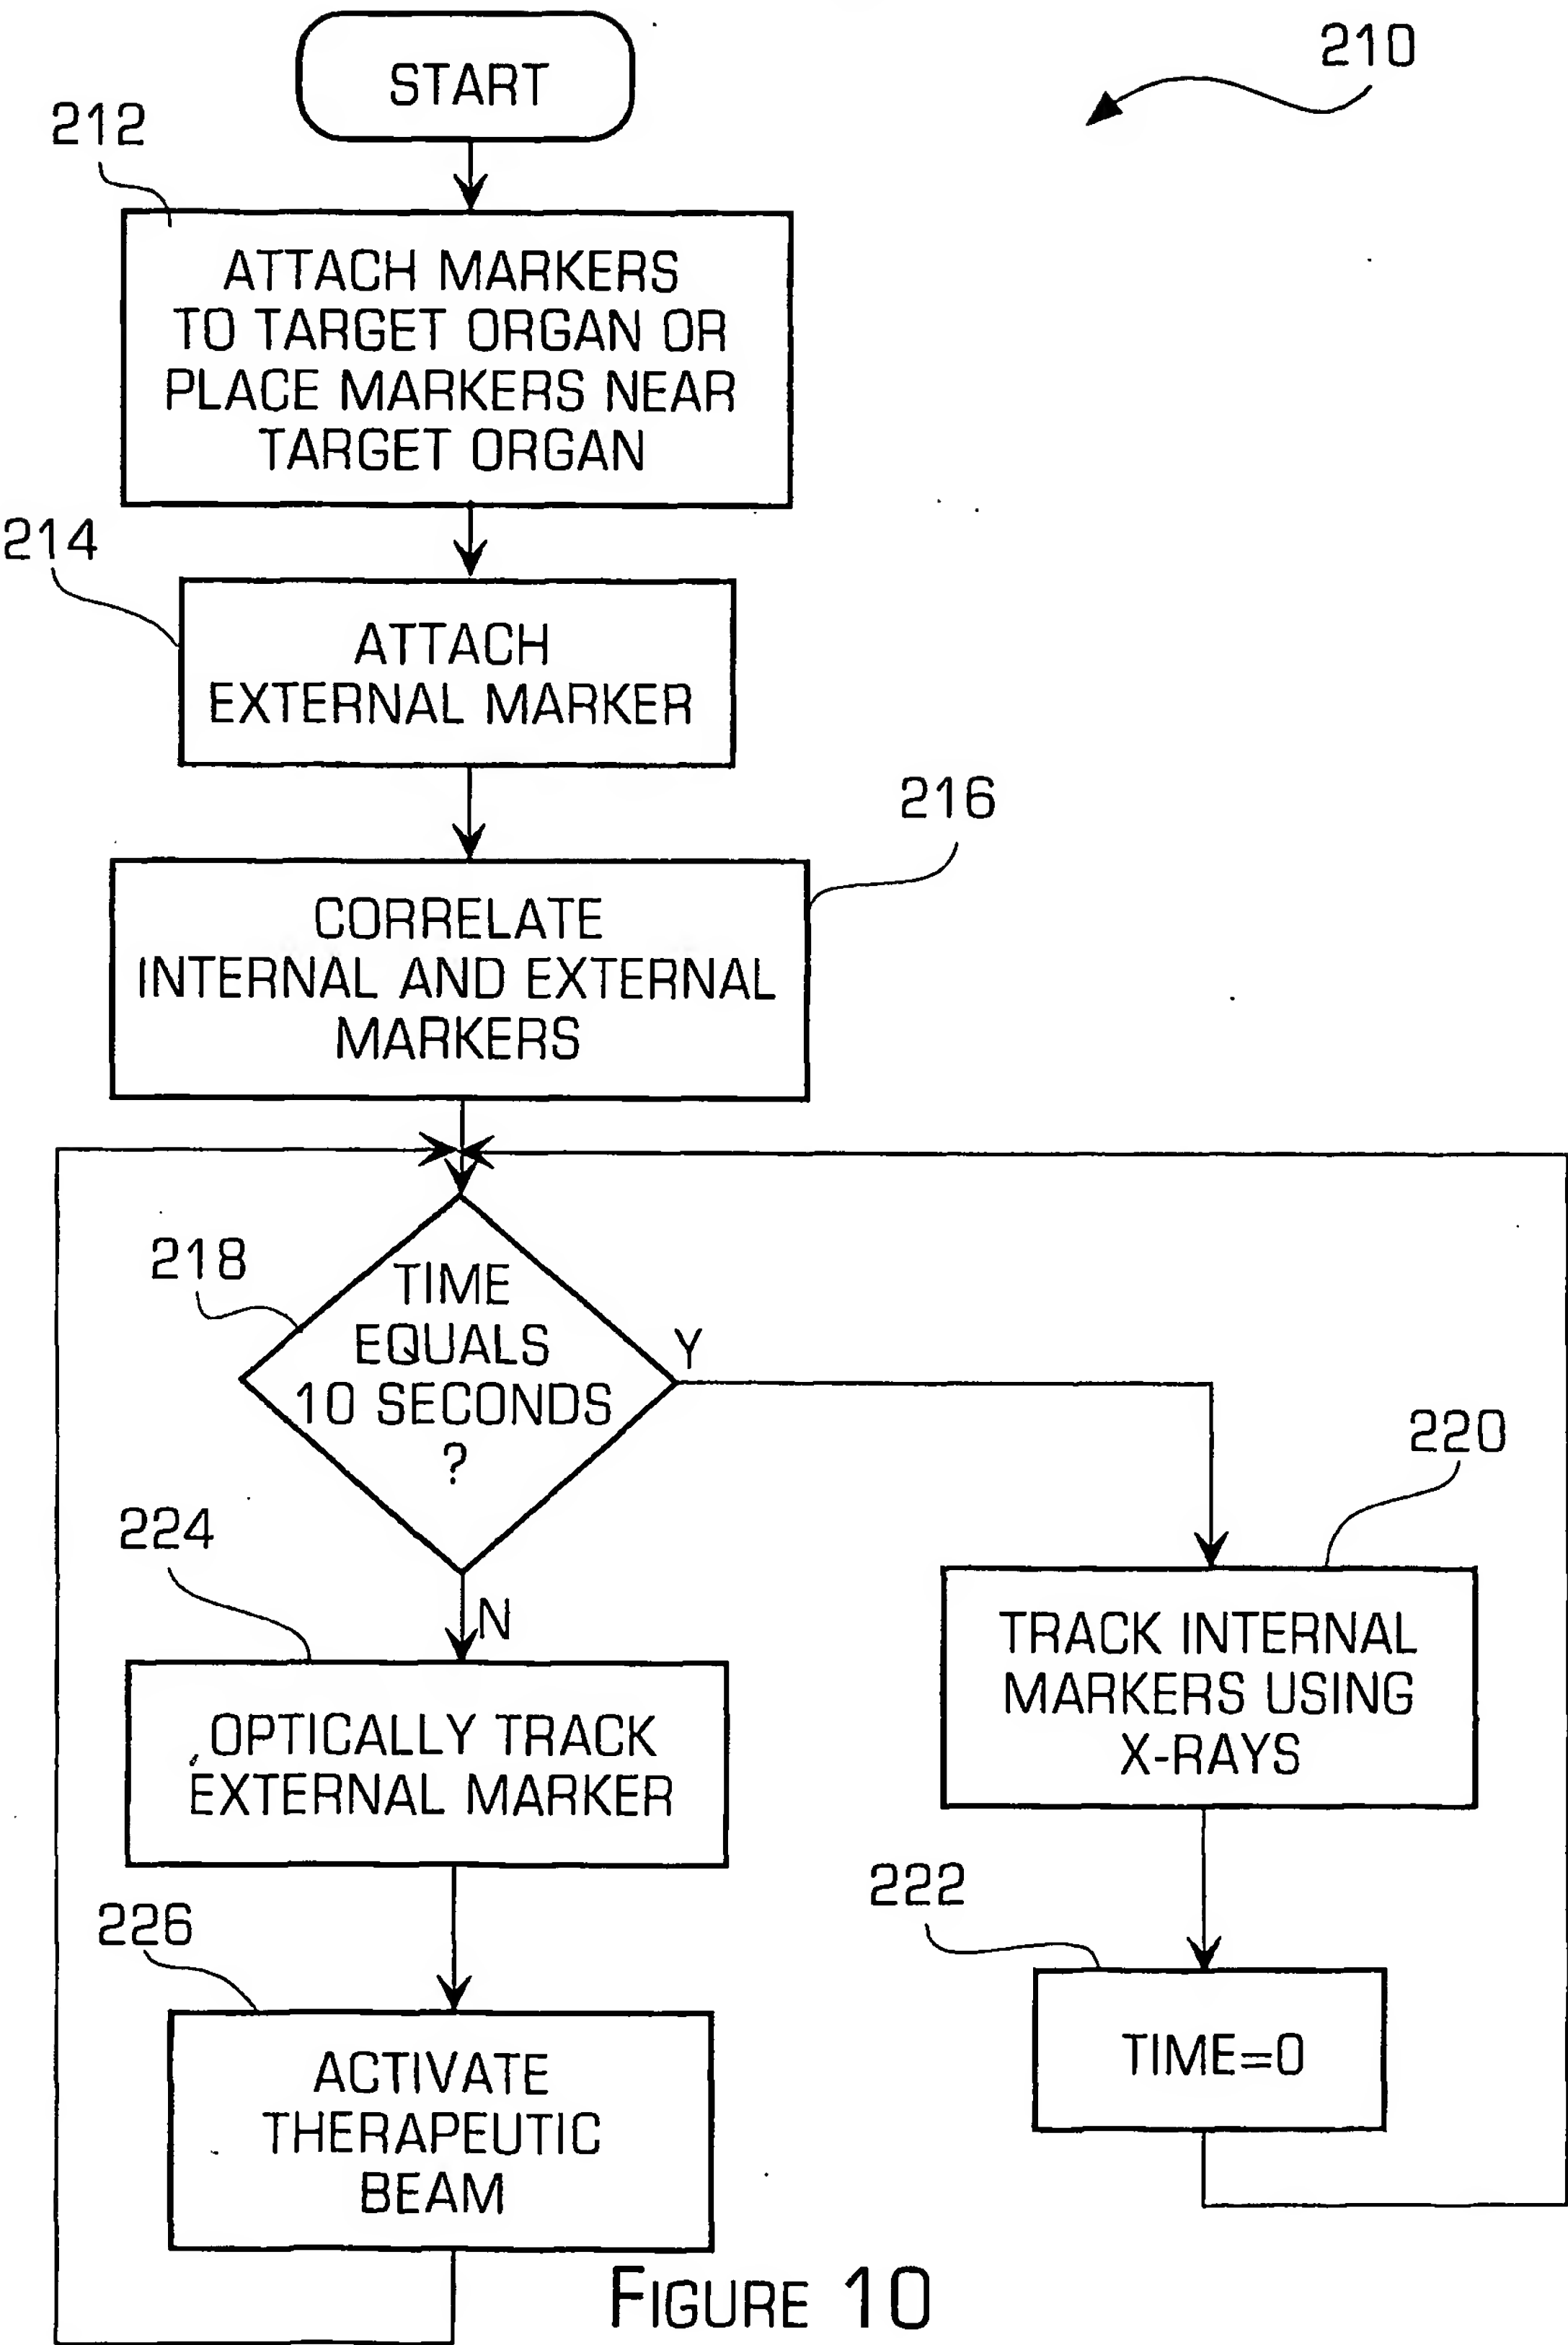 START
210
212
ATTACH MARKERS
TO TARGET ORGAN OR
PLACE MARKERS NEAR
TARGET ORGAN
214
ATTACH
EXTERNAL MARKER
216
CORRELATE
INTERNAL AND EXTERNAL
MARKERS
218
TIME
EQUALS
10 SECONDS
?
Y
N
220
TRACK INTERNAL
MARKERS USING
X-RAYS
224
OPTICALLY TRACK
EXTERNAL MARKER
222
TIME=0
226
ACTIVATE
THERAPEUTIC
BEAM
FIGURE 10